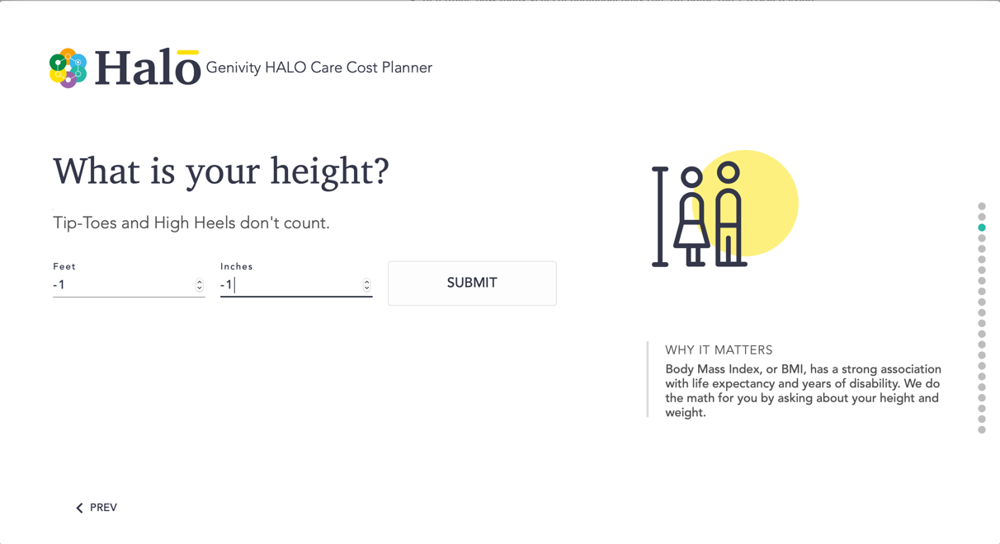 Halō Genivity HALO Care Cost Planner
What is your height?
Tip-Toes and High Heels don't count.
Feet Inches
-1 -1 SUBMIT
WHY IT MATTERS
Body Mass Index, or BMI, has a strong association
with life expectancy and years of disability. We do
the math for you by asking about your height and
weight.
PREV